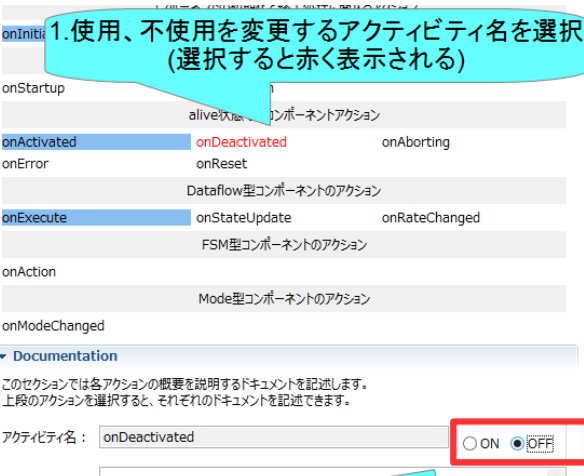 1.使用、不使用を変更するアクティビティ名を選択
(選択すると赤く表示される)
onStartup
コンポーネントアクション
onActivated onDeactivated onAborting
onError onReset
Dataflow型コンポーネントのアクション
onExecute onStateUpdate onRateChanged
FSM型コンポーネントのアクション
onAction
Mode型コンポーネントのアクション
onModeChanged
Documentation
このセクションでは各アクションの概要を説明するドキュメントを記述します。
上段のアクションを選択すると、それぞれのドキュメントを記述できます。
アクティビティ名： onDeactivated ON OFF